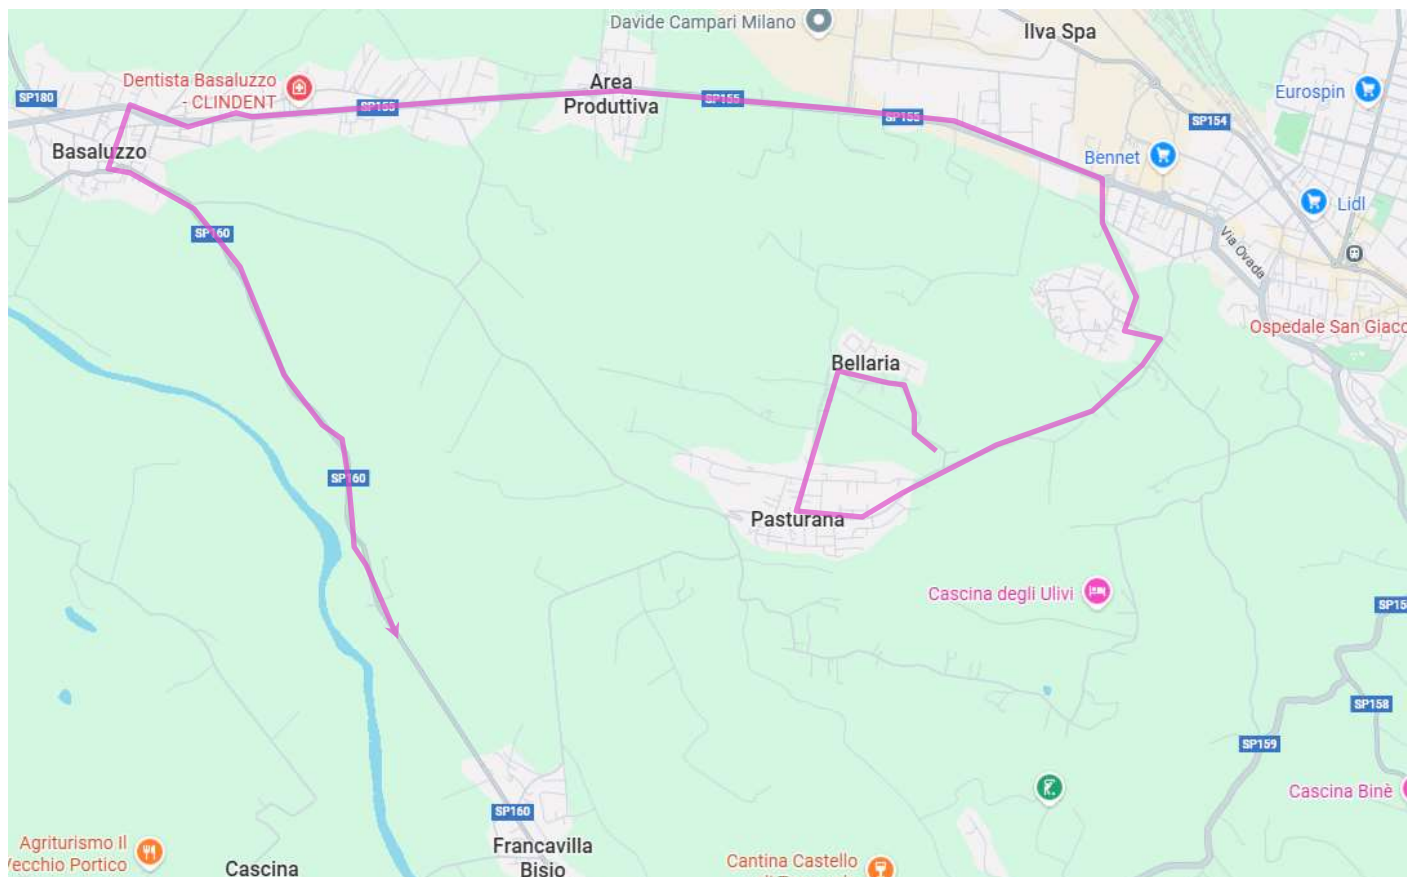 Davide Campari Milano
Ilva Spa
Dentista Basaluzzo
- CLINDENT
Area
Produttiva
Eurospin
SP180
SP155
SP155
SP155
SP154
Basaluzzo
Bennet
Lidl
Via Ovada
SP160
Ospedale San Giaco
Bellaria
SP160
Pasturana
Cascina degli Ulivi
SP15
SP158
SP159
Cascina Binè
SP160
Agriturismo Il
Vecchio Portico
Francavilla
Bisio
Cascina
Cantina Castello